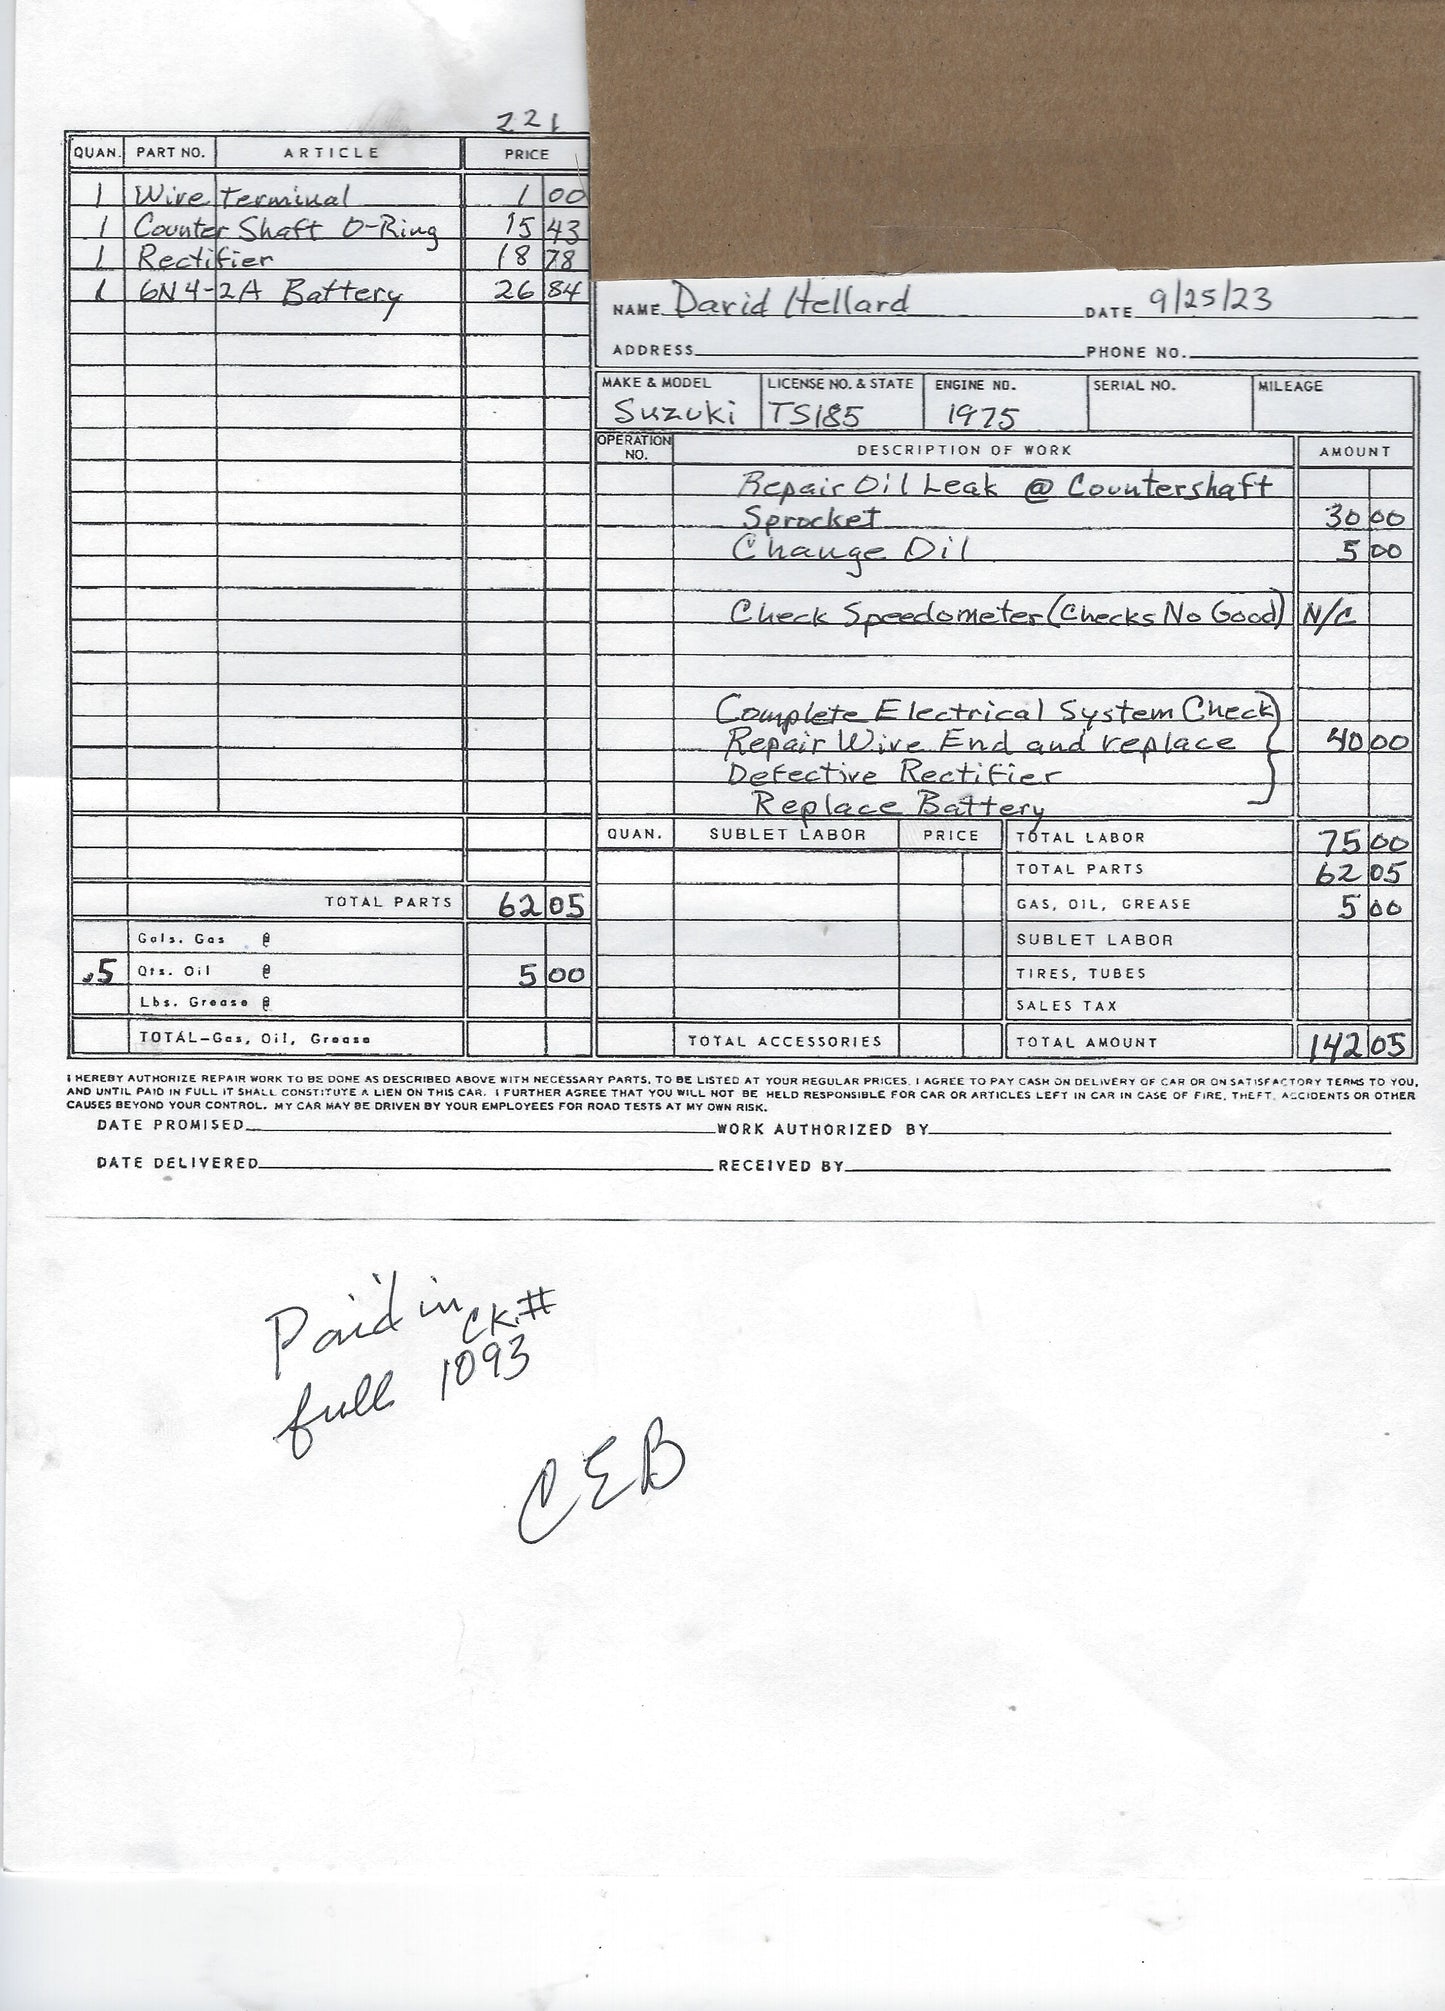 221
QUAN. PART NO. ARTICLE PRICE
1 Wire terminal 1 00
1 Counter Shaft O-Ring 15 43
1 Rectifier 18 78
1 6N4-2A Battery 26 84
TOTAL PARTS 62 05
Gals. Gas @
.5 Qts. Oil @ 5 00
Lbs. Grease @
TOTAL—Gas, Oil, Grease
NAME David Hellard DATE 9/25/23
ADDRESS PHONE NO.
MAKE & MODEL LICENSE NO. & STATE ENGINE NO. SERIAL NO. MILEAGE
Suzuki TS185 1975
OPERATION NO. DESCRIPTION OF WORK AMOUNT
Repair Oil Leak @ Countershaft
Sprocket 30 00
Change Oil 5 00
Check Speedometer (Checks No Good) N/C
Complete Electrical System Check
Repair Wire End and replace 40 00
Defective Rectifier
Replace Battery
QUAN. SUBLET LABOR PRICE TOTAL LABOR 75 00
TOTAL PARTS 62 05
GAS, OIL, GREASE 5 00
SUBLET LABOR
TIRES, TUBES
SALES TAX
TOTAL ACCESSORIES TOTAL AMOUNT 142 05
I HEREBY AUTHORIZE REPAIR WORK TO BE DONE AS DESCRIBED ABOVE WITH NECESSARY PARTS, TO BE LISTED AT YOUR REGULAR PRICES. I AGREE TO PAY CASH ON DELIVERY OF CAR OR ON SATISFACTORY TERMS TO YOU,
AND UNTIL PAID IN FULL IT SHALL CONSTITUTE A LIEN ON THIS CAR. I FURTHER AGREE THAT YOU WILL NOT BE HELD RESPONSIBLE FOR CAR OR ARTICLES LEFT IN CAR IN CASE OF FIRE, THEFT, ACCIDENTS OR OTHER
CAUSES BEYOND YOUR CONTROL. MY CAR MAY BE DRIVEN BY YOUR EMPLOYEES FOR ROAD TESTS AT MY OWN RISK.
DATE PROMISED WORK AUTHORIZED BY
DATE DELIVERED RECEIVED BY
Paid in CK.#
full 1093
CEB